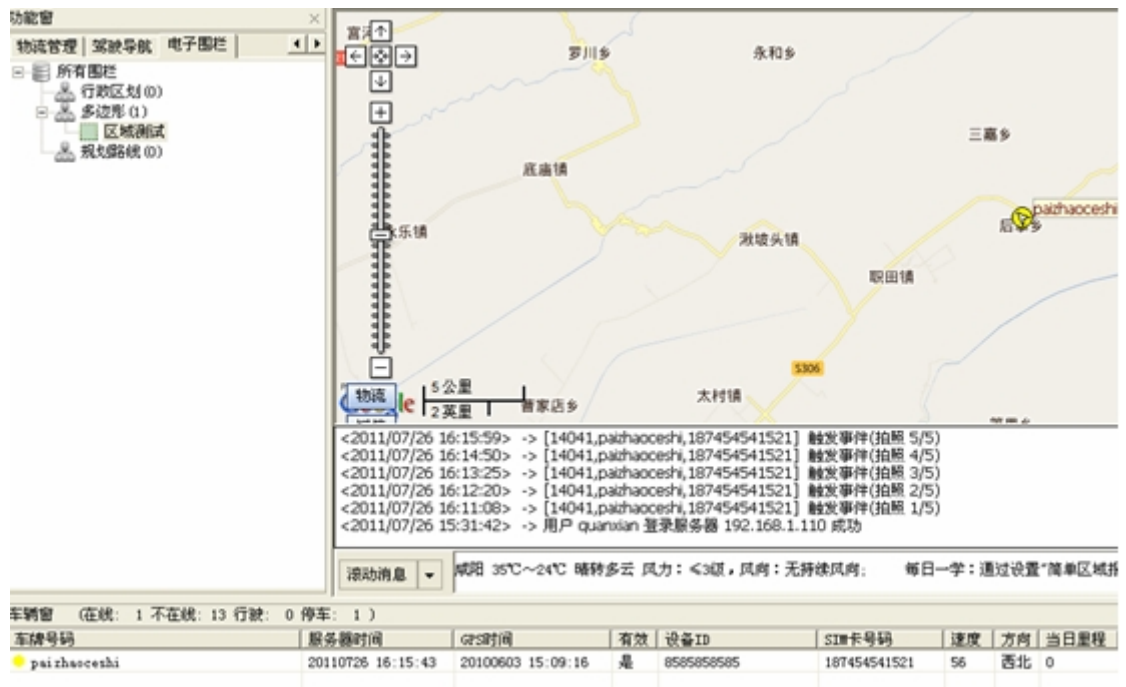 功能窗
物流管理 驾驶导航 电子围栏
所有围栏
行政区划(0)
多边形(1)
区域测试
规划路线(0)
罗川乡
永和乡
三嘉乡
底庙镇
paizhaoceshi
永乐镇
湫坡头镇
职田镇
S306
物流
5 公里
2 英里
太村镇
<2011/07/26 16:15:59> -> [14041,paizhaoceshi,187454541521] 触发事件(拍照 5/5)
<2011/07/26 16:14:50> -> [14041,paizhaoceshi,187454541521] 触发事件(拍照 4/5)
<2011/07/26 16:13:25> -> [14041,paizhaoceshi,187454541521] 触发事件(拍照 3/5)
<2011/07/26 16:12:20> -> [14041,paizhaoceshi,187454541521] 触发事件(拍照 2/5)
<2011/07/26 16:11:08> -> [14041,paizhaoceshi,187454541521] 触发事件(拍照 1/5)
<2011/07/26 15:31:42> -> 用户 quanxian 登录服务器 192.168.1.110 成功
滚动消息 咸阳 35℃～24℃ 晴转多云 风力：≤3级，风向：无持续风向； 每日一学：通过设置"简单区域报
车辆窗 (在线: 1 不在线: 13 行驶: 0 停车: 1 )
车牌号码 服务器时间 GPS时间 有效 设备ID SIM卡号码 速度 方向 当日里程
paizhaoceshi 20110726 16:15:43 20100603 15:09:16 是 8585858585 187454541521 56 西北 0